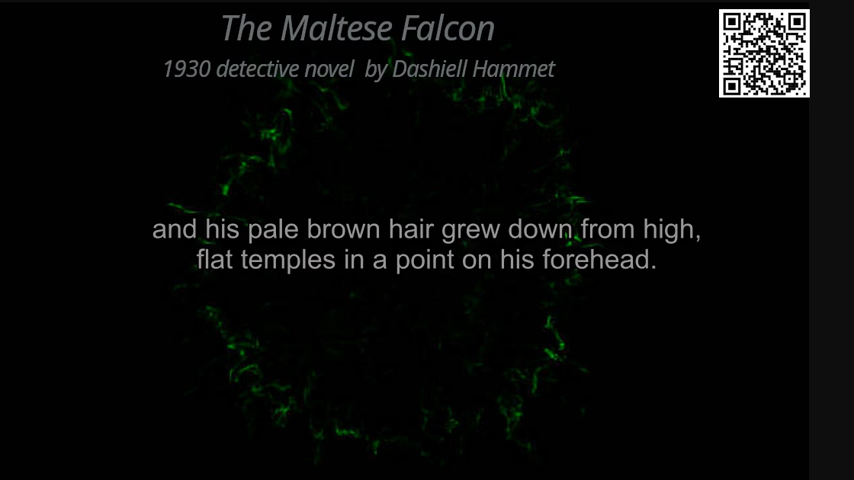 The Maltese Falcon
1930 detective novel by Dashiell Hammet
and his pale brown hair grew down from high,
flat temples in a point on his forehead.